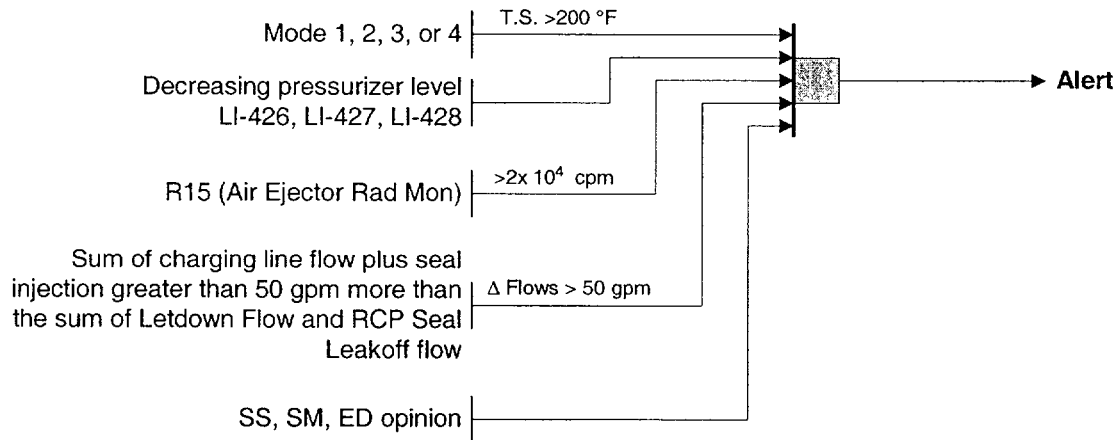 Mode 1, 2, 3, or 4
T.S. >200 °F
Decreasing pressurizer level
LI-426, LI-427, LI-428
Alert
R15 (Air Ejector Rad Mon)
>2x 10⁴ cpm
Sum of charging line flow plus seal
injection greater than 50 gpm more than
the sum of Letdown Flow and RCP Seal
Leakoff flow
Δ Flows > 50 gpm
SS, SM, ED opinion